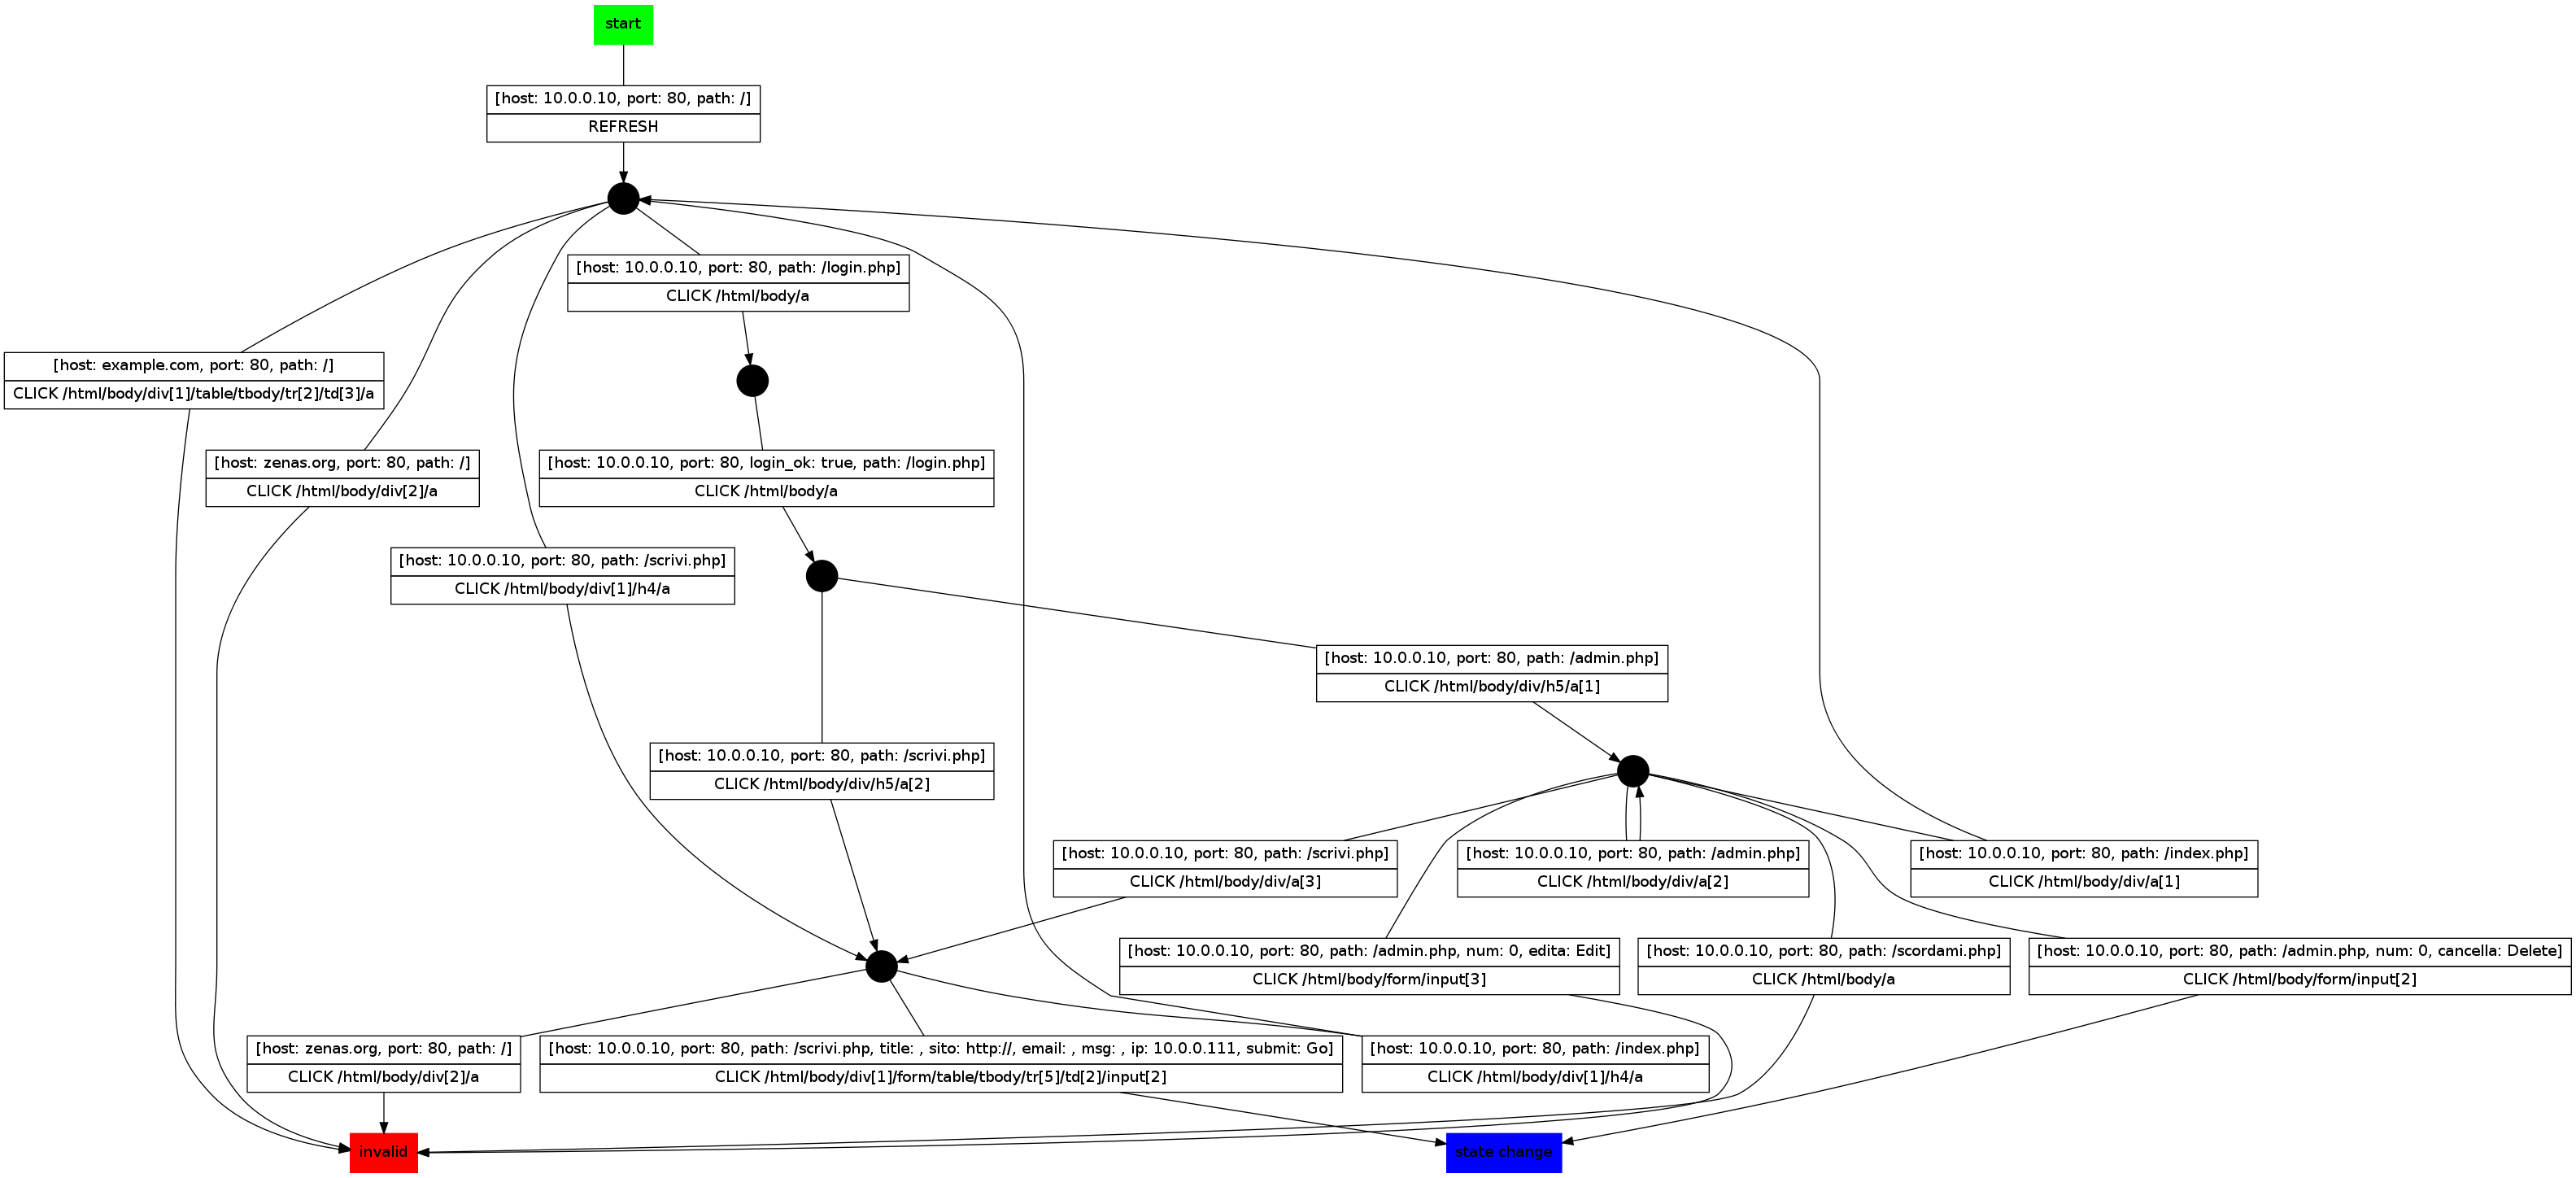 start
[host: 10.0.0.10, port: 80, path: /]
REFRESH
[host: 10.0.0.10, port: 80, path: /login.php]
CLICK /html/body/a
[host: example.com, port: 80, path: /]
CLICK /html/body/div[1]/table/tbody/tr[2]/td[3]/a
[host: zenas.org, port: 80, path: /]
CLICK /html/body/div[2]/a
[host: 10.0.0.10, port: 80, login_ok: true, path: /login.php]
CLICK /html/body/a
[host: 10.0.0.10, port: 80, path: /scrivi.php]
CLICK /html/body/div[1]/h4/a
[host: 10.0.0.10, port: 80, path: /admin.php]
CLICK /html/body/div/h5/a[1]
[host: 10.0.0.10, port: 80, path: /scrivi.php]
CLICK /html/body/div/h5/a[2]
[host: 10.0.0.10, port: 80, path: /scrivi.php]
CLICK /html/body/div/a[3]
[host: 10.0.0.10, port: 80, path: /admin.php]
CLICK /html/body/div/a[2]
[host: 10.0.0.10, port: 80, path: /index.php]
CLICK /html/body/div/a[1]
[host: 10.0.0.10, port: 80, path: /admin.php, num: 0, edita: Edit]
CLICK /html/body/form/input[3]
[host: 10.0.0.10, port: 80, path: /scordami.php]
CLICK /html/body/a
[host: 10.0.0.10, port: 80, path: /admin.php, num: 0, cancella: Delete]
CLICK /html/body/form/input[2]
[host: zenas.org, port: 80, path: /]
CLICK /html/body/div[2]/a
[host: 10.0.0.10, port: 80, path: /scrivi.php, title: , sito: http://, email: , msg: , ip: 10.0.0.111, submit: Go]
CLICK /html/body/div[1]/form/table/tbody/tr[5]/td[2]/input[2]
[host: 10.0.0.10, port: 80, path: /index.php]
CLICK /html/body/div[1]/h4/a
invalid
state change